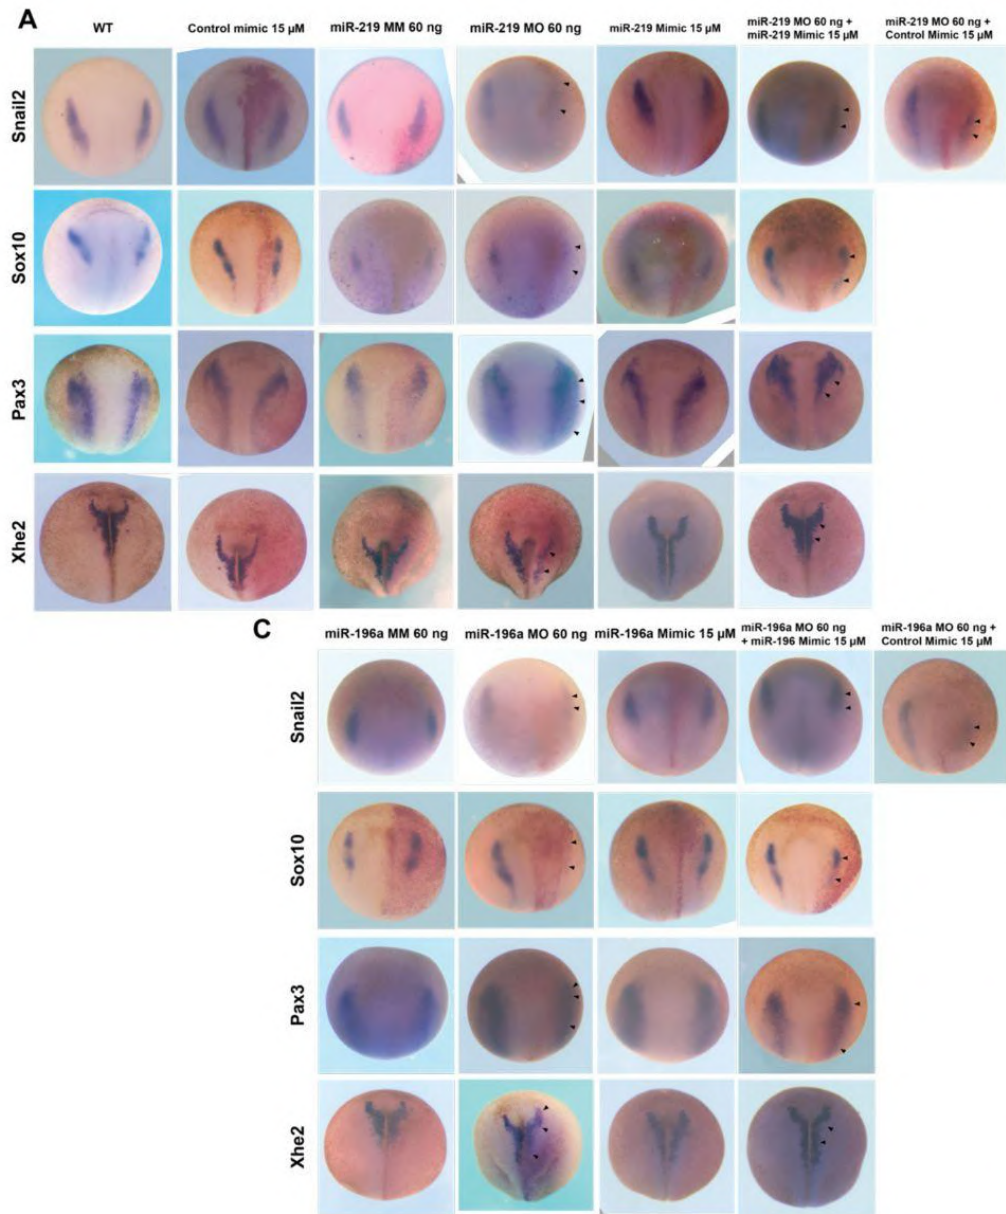 A
WT
Control mimic 15 µM
miR-219 MM 60 ng
miR-219 MO 60 ng
miR-219 Mimic 15 µM
miR-219 MO 60 ng +
miR-219 Mimic 15 µM
miR-219 MO 60 ng +
Control Mimic 15 µM
Snail2
Sox10
Pax3
Xhe2
C
miR-196a MM 60 ng
miR-196a MO 60 ng
miR-196a Mimic 15 µM
miR-196a MO 60 ng
+ miR-196 Mimic 15 µM
miR-196a MO 60 ng +
Control Mimic 15 µM
Snail2
Sox10
Pax3
Xhe2